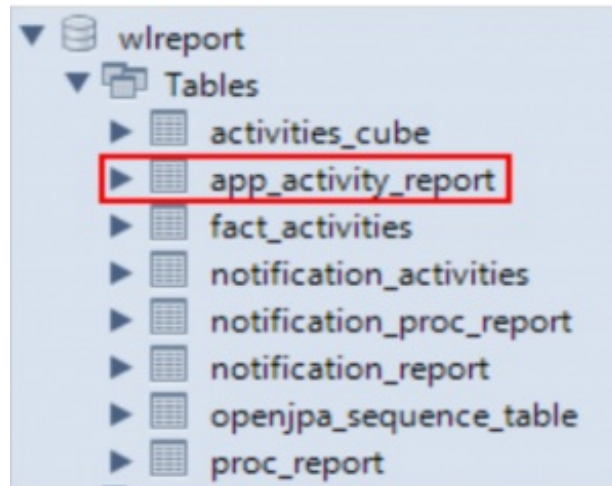 wlreport
Tables
activities_cube
app_activity_report
fact_activities
notification_activities
notification_proc_report
notification_report
openjpa_sequence_table
proc_report